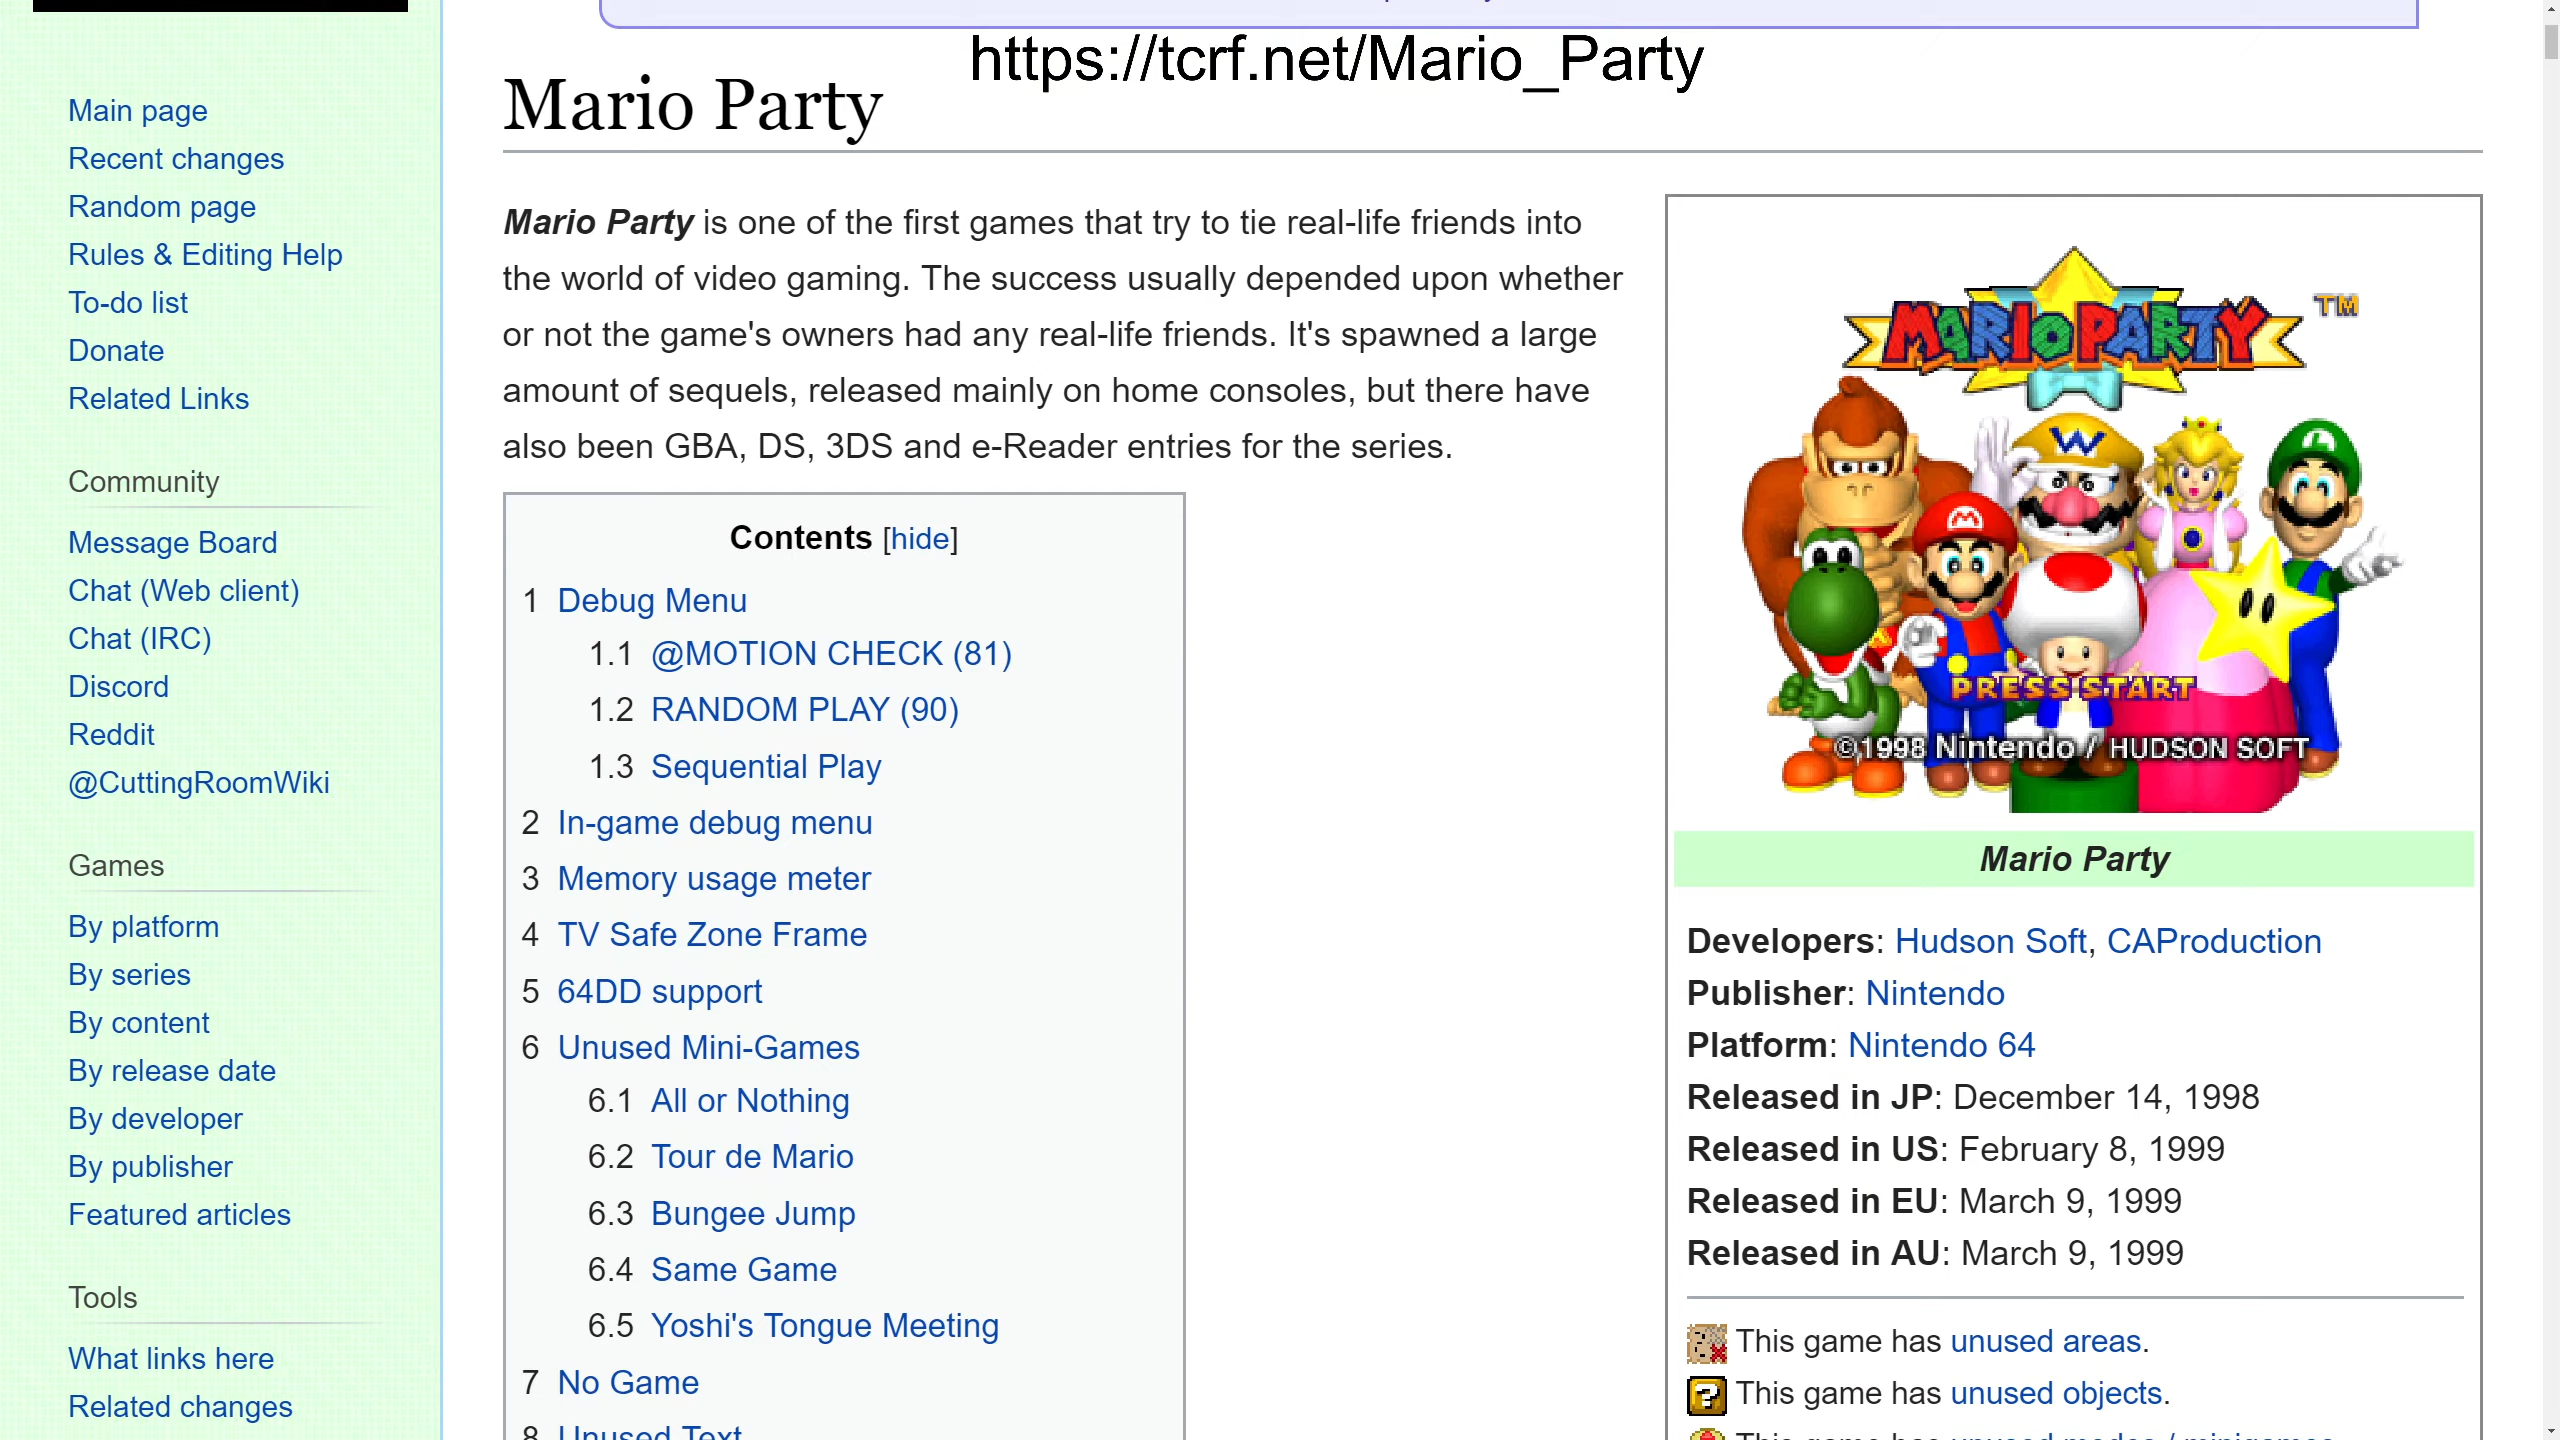 https://tcrf.net/Mario_Party
Main page
Recent changes
Random page
Rules & Editing Help
To-do list
Donate
Related Links
Community
Message Board
Chat (Web client)
Chat (IRC)
Discord
Reddit
@CuttingRoomWiki
Games
By platform
By series
By content
By release date
By developer
By publisher
Featured articles
Tools
What links here
Related changes
Mario Party
Mario Party is one of the first games that try to tie real-life friends into
the world of video gaming. The success usually depended upon whether
or not the game's owners had any real-life friends. It's spawned a large
amount of sequels, released mainly on home consoles, but there have
also been GBA, DS, 3DS and e-Reader entries for the series.
Contents [hide]
1 Debug Menu
1.1 @MOTION CHECK (81)
1.2 RANDOM PLAY (90)
1.3 Sequential Play
2 In-game debug menu
3 Memory usage meter
4 TV Safe Zone Frame
5 64DD support
6 Unused Mini-Games
6.1 All or Nothing
6.2 Tour de Mario
6.3 Bungee Jump
6.4 Same Game
6.5 Yoshi's Tongue Meeting
7 No Game
8 Unused Text
MARIO PARTY TM
W
L
M
PRESS START
©1998 Nintendo / HUDSON SOFT
Mario Party
Developers: Hudson Soft, CAProduction
Publisher: Nintendo
Platform: Nintendo 64
Released in JP: December 14, 1998
Released in US: February 8, 1999
Released in EU: March 9, 1999
Released in AU: March 9, 1999
This game has unused areas.
? This game has unused objects.
This game has unused modes / minigames.